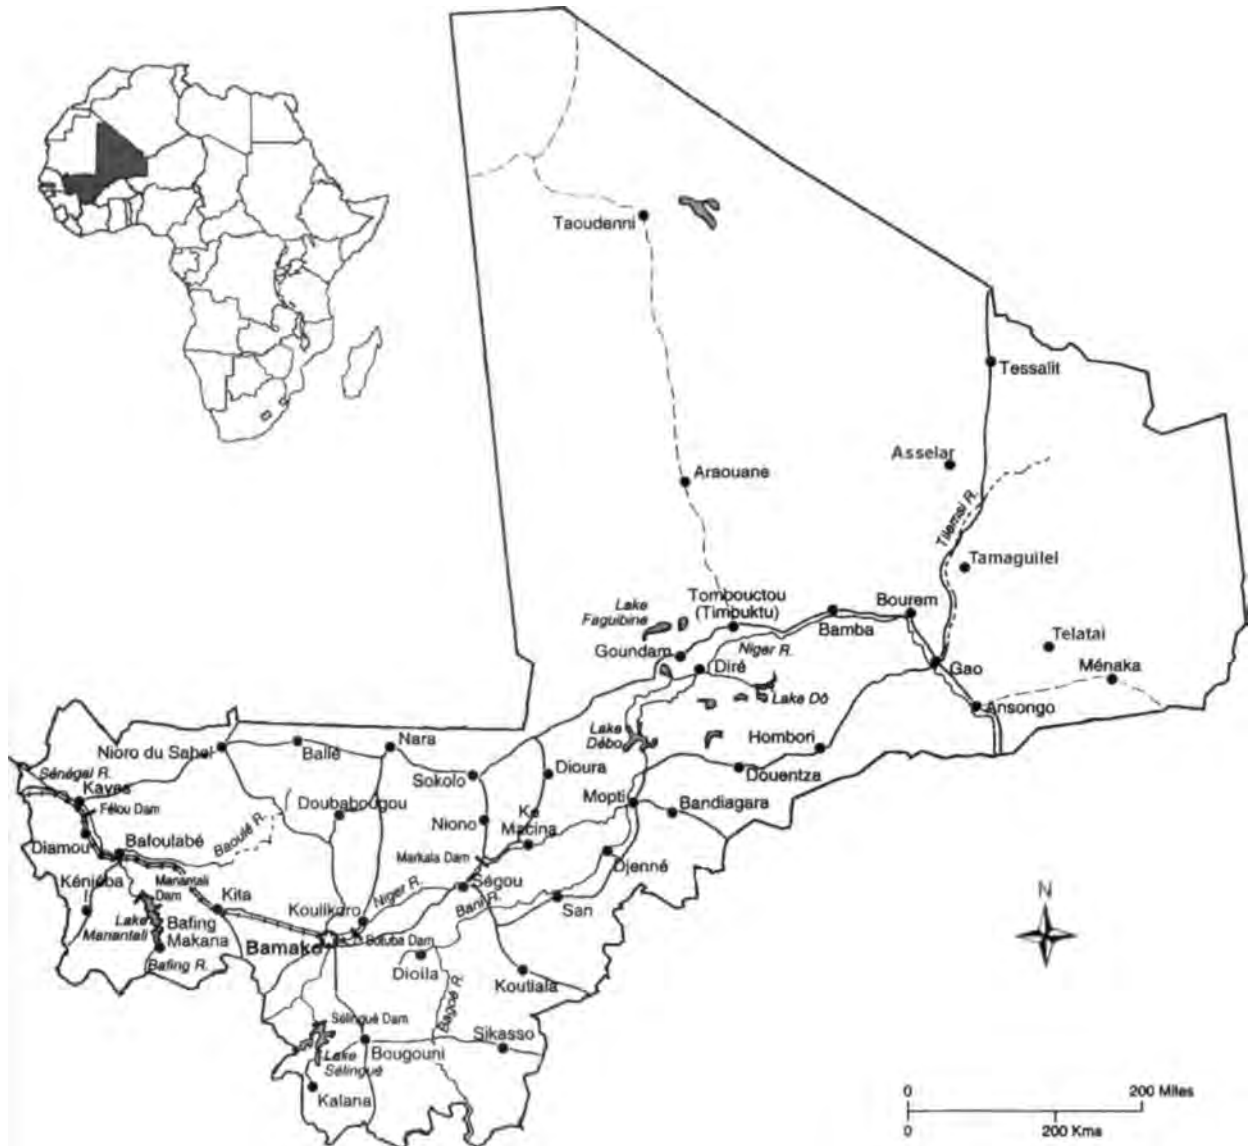 Taoudenni
Tessalit
Asselar
Araouane
Tilemsi R.
Tamaguilel
Tombouctou
(Timbuktu)
Bourem
Lake
Faguibine
Bamba
Telatai
Goundam
Niger R.
Diré
Gao
Ménaka
Lake Dô
Ansongo
Lake
Débo
Hombori
Nioro du Sahel
Ballé
Nara
Sokolo
Dioura
Douentza
Sénégal R.
Kayes
Félou Dam
Doubabougou
Mopti
Bandiagara
Niono
Ke
Macina
Diamou
Bafoulabé
Baoulé R.
Markala Dam
Djenné
Kéniéba
Manantali
Dam
Kita
Ségou
Niger R.
Bani R.
San
Koulikoro
Lake
Manantali
Bafing
Makana
Bamako
Sotuba Dam
Bafing R.
Dioila
Koutiala
Bagoé R.
Sélingué Dam
Sikasso
Bougouni
Lake
Sélingué
Kalana
N
0
200 Miles
0
200 Kms